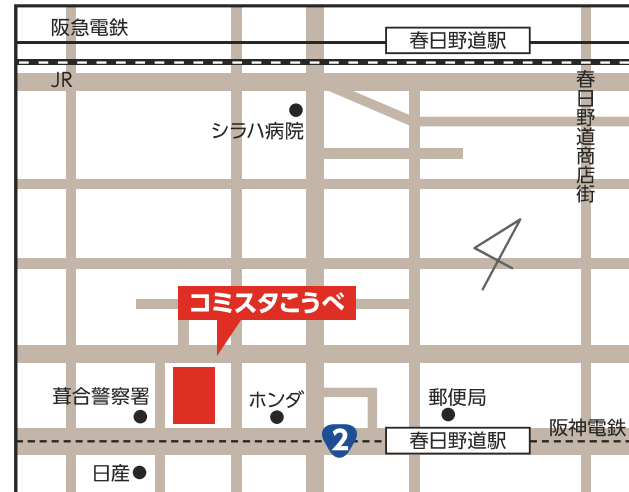 阪急電鉄
春日野道駅
JR
春日野道商店街
シラハ病院
コミスタこうべ
葺合警察署
ホンダ
郵便局
2
春日野道駅
阪神電鉄
日産